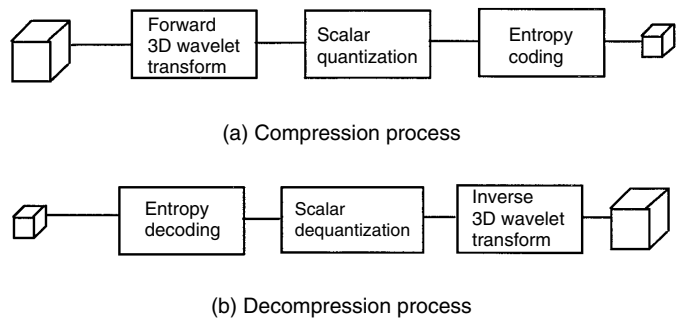 Forward
3D wavelet
transform
Scalar
quantization
Entropy
coding
(a) Compression process
Entropy
decoding
Scalar
dequantization
Inverse
3D wavelet
transform
(b) Decompression process